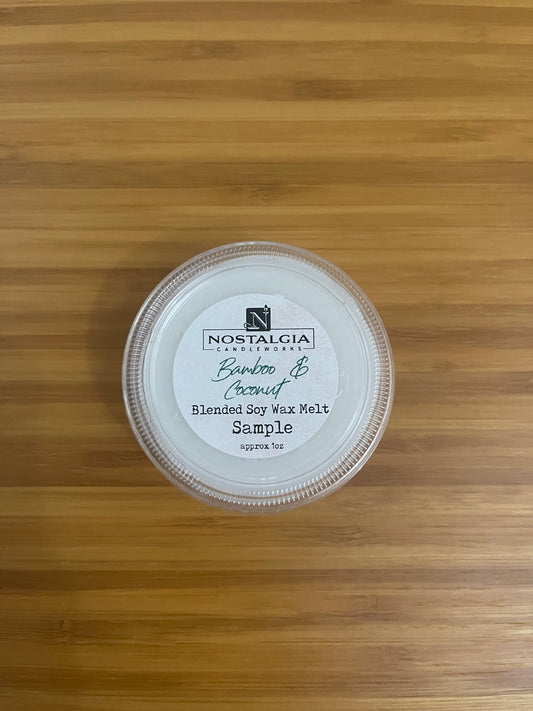 N
NOSTALGIA
CANDLEWORKS
Bamboo &
Coconut
Blended Soy Wax Melt
Sample
approx 1oz